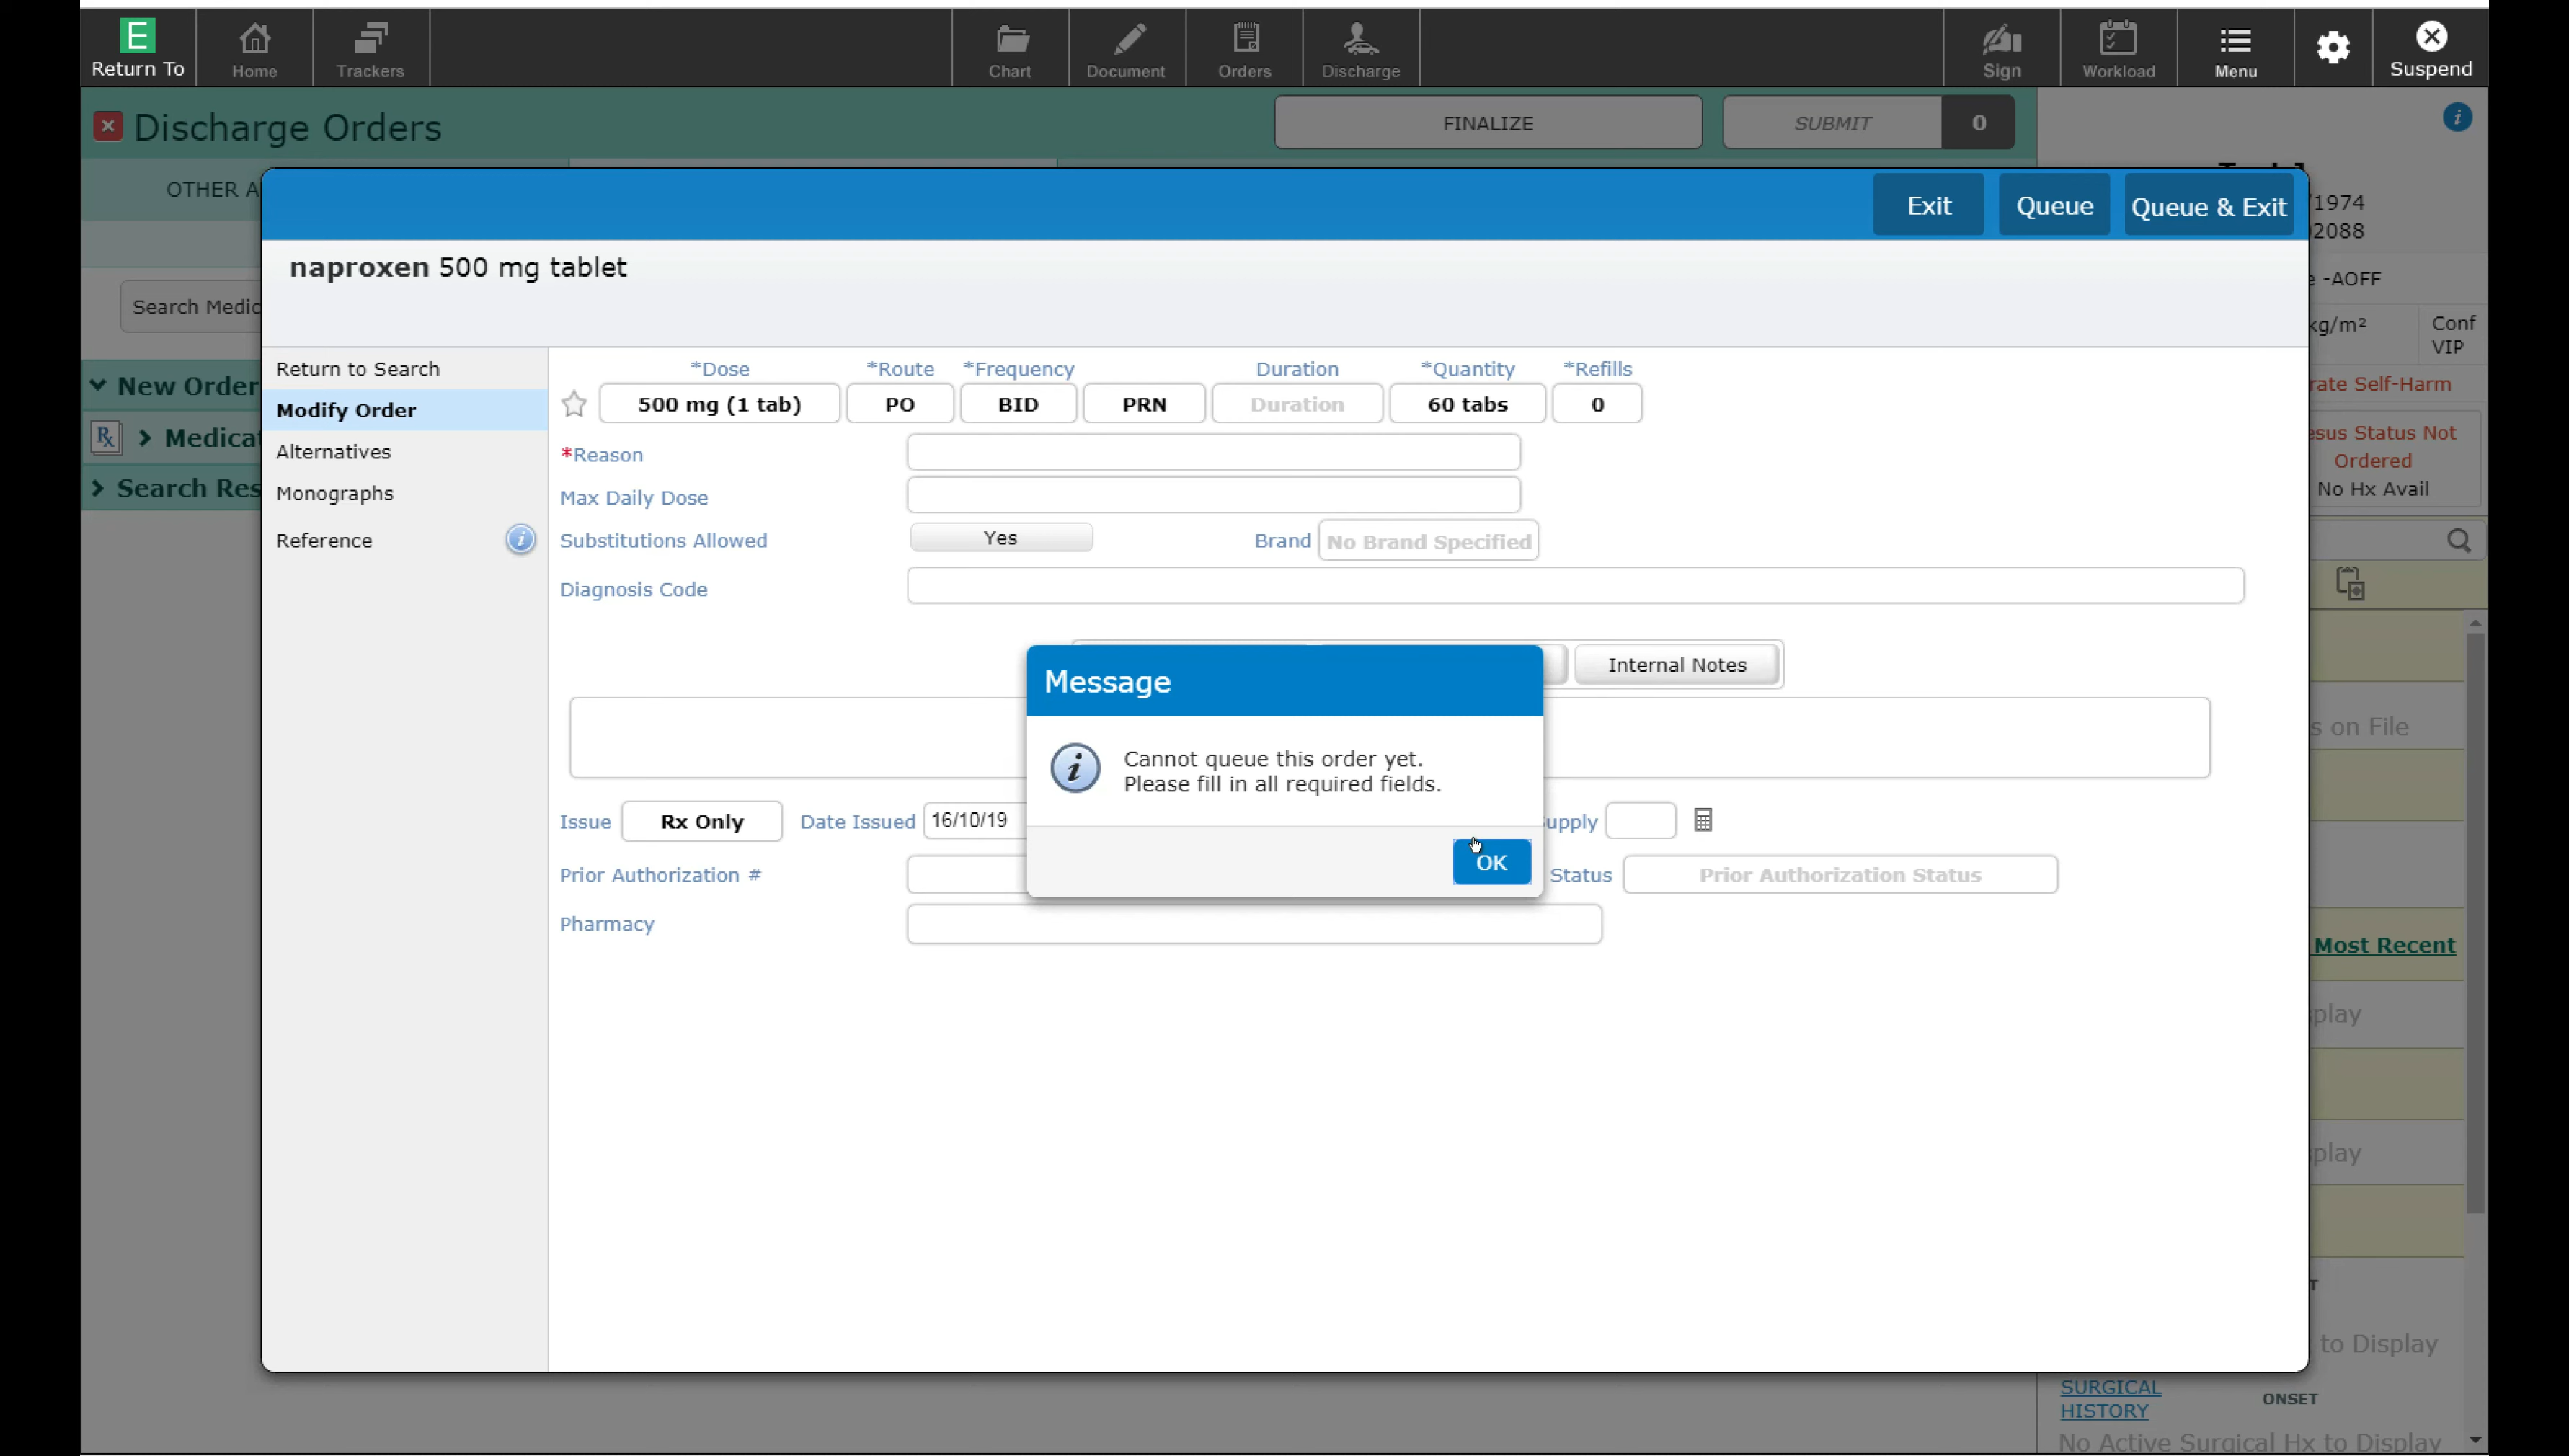 E
Return To
Home
Trackers
Chart
Document
Orders
Discharge
Sign
Workload
Menu
Suspend
Discharge Orders
FINALIZE
SUBMIT 0
OTHER A
Exit
Queue
Queue & Exit
/1974
2088
-AOFF
naproxen 500 mg tablet
Search Medic
kg/m²
Conf
VIP
Return to Search
*Dose *Route *Frequency Duration *Quantity *Refills
New Order
rate Self-Harm
Modify Order
500 mg (1 tab) PO BID PRN Duration 60 tabs 0
Rx
Medicat
esus Status Not
Ordered
No Hx Avail
Alternatives
*Reason
Search Res
Monographs
Max Daily Dose
Reference
Substitutions Allowed Yes Brand No Brand Specified
Diagnosis Code
Internal Notes
Message
Cannot queue this order yet.
Please fill in all required fields.
OK
s on File
Issue Rx Only Date Issued 16/10/19
upply
Prior Authorization #
Status Prior Authorization Status
Pharmacy
Most Recent
play
play
to Display
SURGICAL
HISTORY
ONSET
No Active Surgical Hx to Display